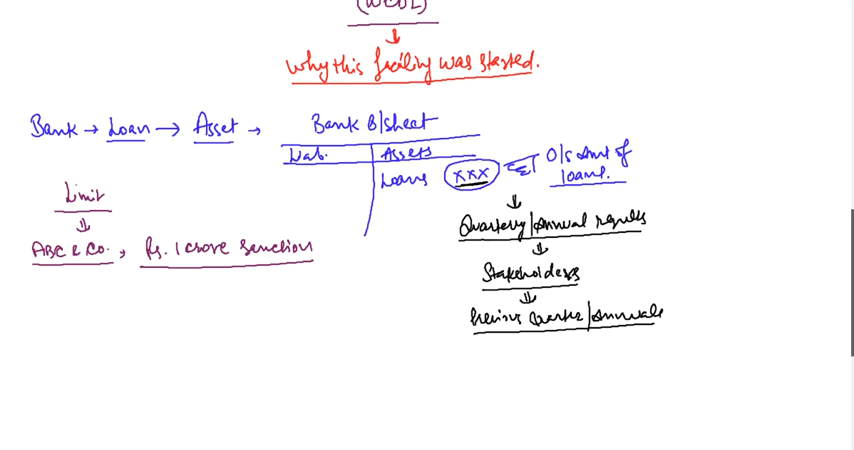 (WCDL)
Why this facility was started.
Bank → Loan → Asset →
Bank B/sheet
Liab. Assets
Loans xxx
O/s Amt of
loans.
Quarterly/Annual results
Stakeholders
Previous Quarter/Annuals
Limit
ABC & Co., Rs. 1 crore sanction